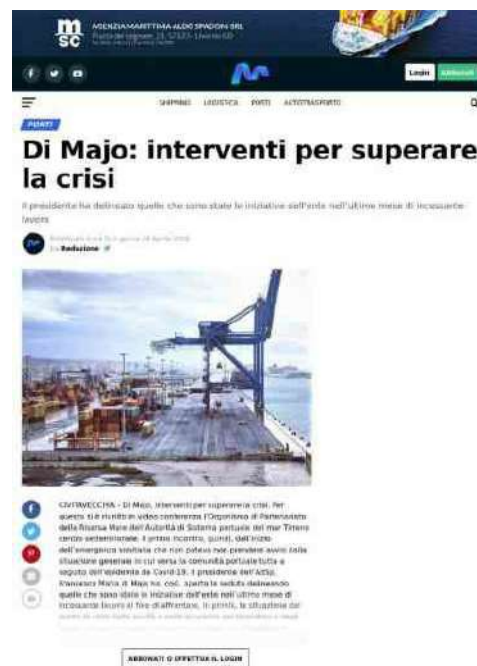 msc
AGENZIA MARITTIMA ALDO SPADONI SRL
Login
Abbonati
SHIPPING LOGISTICA PORTI AUTOTRASPORTO
PORTI
Di Majo: interventi per superare
la crisi
Il presidente ha delineato quelle che sono state le iniziative dell'ente nell'ultimo mese di incessante
lavoro
Redazione
CIVITAVECCHIA – Di Majo, interventi per superare la crisi. Per
questo si è riunito in video conferenza l'Organismo di Partenariato
della Risorsa Mare dell'Autorità di Sistema portuale del mar Tirreno
centro settentrionale. Il primo incontro, quindi, dall'inizio
dell'emergenza sanitaria che non poteva non prendere avvio dalla
situazione generale in cui versa la comunità portuale tutta a
seguito dell'epidemia da Covid-19. Il presidente dell'AdSp,
Francesco Maria di Majo ha, così, aperto la seduta delineando
quelle che sono state le iniziative dell'ente nell'ultimo mese di
incessante lavoro al fine di affrontare, in primis, la situazione dal
ABBONATI O EFFETTUA IL LOGIN